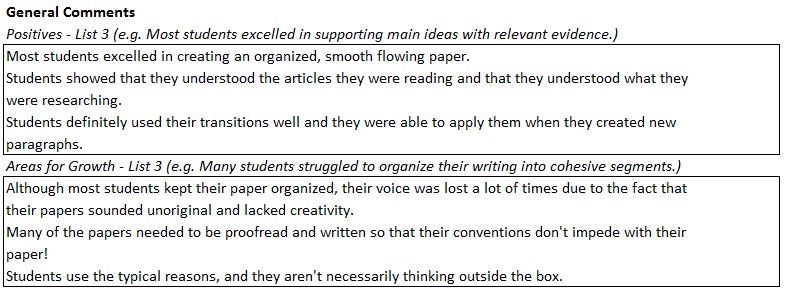 General Comments
Positives - List 3 (e.g. Most students excelled in supporting main ideas with relevant evidence.)
Most students excelled in creating an organized, smooth flowing paper.
Students showed that they understood the articles they were reading and that they understood what they
were researching.
Students definitely used their transitions well and they were able to apply them when they created new
paragraphs.
Areas for Growth - List 3 (e.g. Many students struggled to organize their writing into cohesive segments.)
Although most students kept their paper organized, their voice was lost a lot of times due to the fact that
their papers sounded unoriginal and lacked creativity.
Many of the papers needed to be proofread and written so that their conventions don't impede with their
paper!
Students use the typical reasons, and they aren't necessarily thinking outside the box.